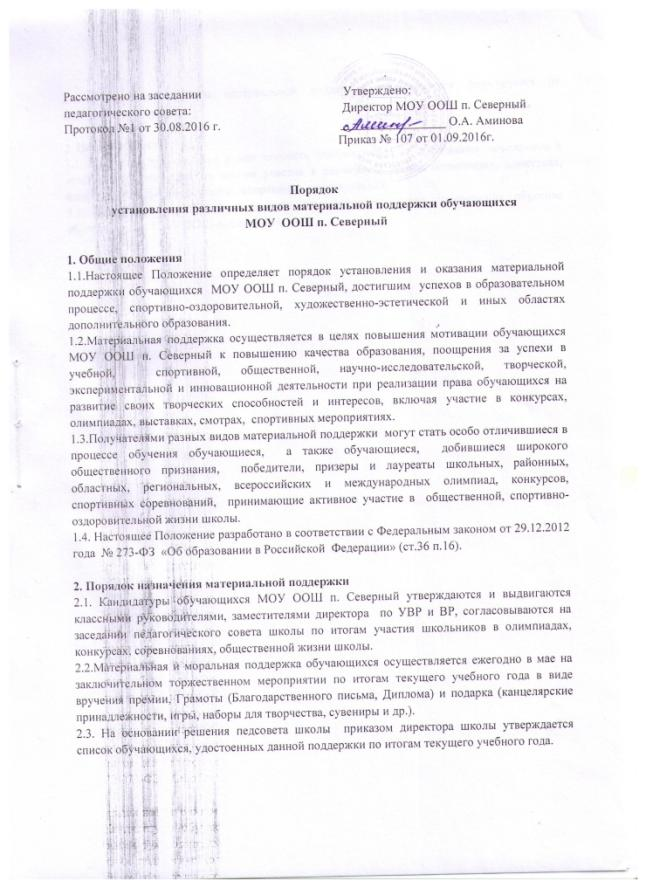 Рассмотрено на заседании
педагогического совета:
Протокол №1 от 30.08.2016 г.
Утверждено:
Директор МОУ ООШ п. Северный
О.А. Аминова
Приказ № 107 от 01.09.2016г.
Порядок
установления различных видов материальной поддержки обучающихся
МОУ ООШ п. Северный
1. Общие положения
1.1.Настоящее Положение определяет порядок установления и оказания материальной
поддержки обучающихся МОУ ООШ п. Северный, достигшим успехов в образовательном
процессе, спортивно-оздоровительной, художественно-эстетической и иных областях
дополнительного образования.
1.2.Материальная поддержка осуществляется в целях повышения мотивации обучающихся
МОУ ООШ п. Северный к повышению качества образования, поощрения за успехи в
учебной, спортивной, общественной, научно-исследовательской, творческой,
экспериментальной и инновационной деятельности при реализации права обучающихся на
развитие своих творческих способностей и интересов, включая участие в конкурсах,
олимпиадах, выставках, смотрах, спортивных мероприятиях.
1.3.Получателями разных видов материальной поддержки могут стать особо отличившиеся в
процессе обучения обучающиеся, а также обучающиеся, добившиеся широкого
общественного признания, победители, призеры и лауреаты школьных, районных,
областных, региональных, всероссийских и международных олимпиад, конкурсов,
спортивных соревнований, принимающие активное участие в общественной, спортивно-
оздоровительной жизни школы.
1.4. Настоящее Положение разработано в соответствии с Федеральным законом от 29.12.2012
года № 273-ФЗ «Об образовании в Российской Федерации» (ст.36 п.16).
2. Порядок назначения материальной поддержки
2.1. Кандидатуры обучающихся МОУ ООШ п. Северный утверждаются и выдвигаются
классными руководителями, заместителями директора по УВР и ВР, согласовываются на
заседании педагогического совета школы по итогам участия школьников в олимпиадах,
конкурсах, соревнованиях, общественной жизни школы.
2.2.Материальная и моральная поддержка обучающихся осуществляется ежегодно в мае на
заключительном торжественном мероприятии по итогам текущего учебного года в виде
вручения премии, Грамоты (Благодарственного письма, Диплома) и подарка (канцелярские
принадлежности, игры, наборы для творчества, сувениры и др.).
2.3. На основании решения педсовета школы приказом директора школы утверждается
список обучающихся, удостоенных данной поддержки по итогам текущего учебного года.